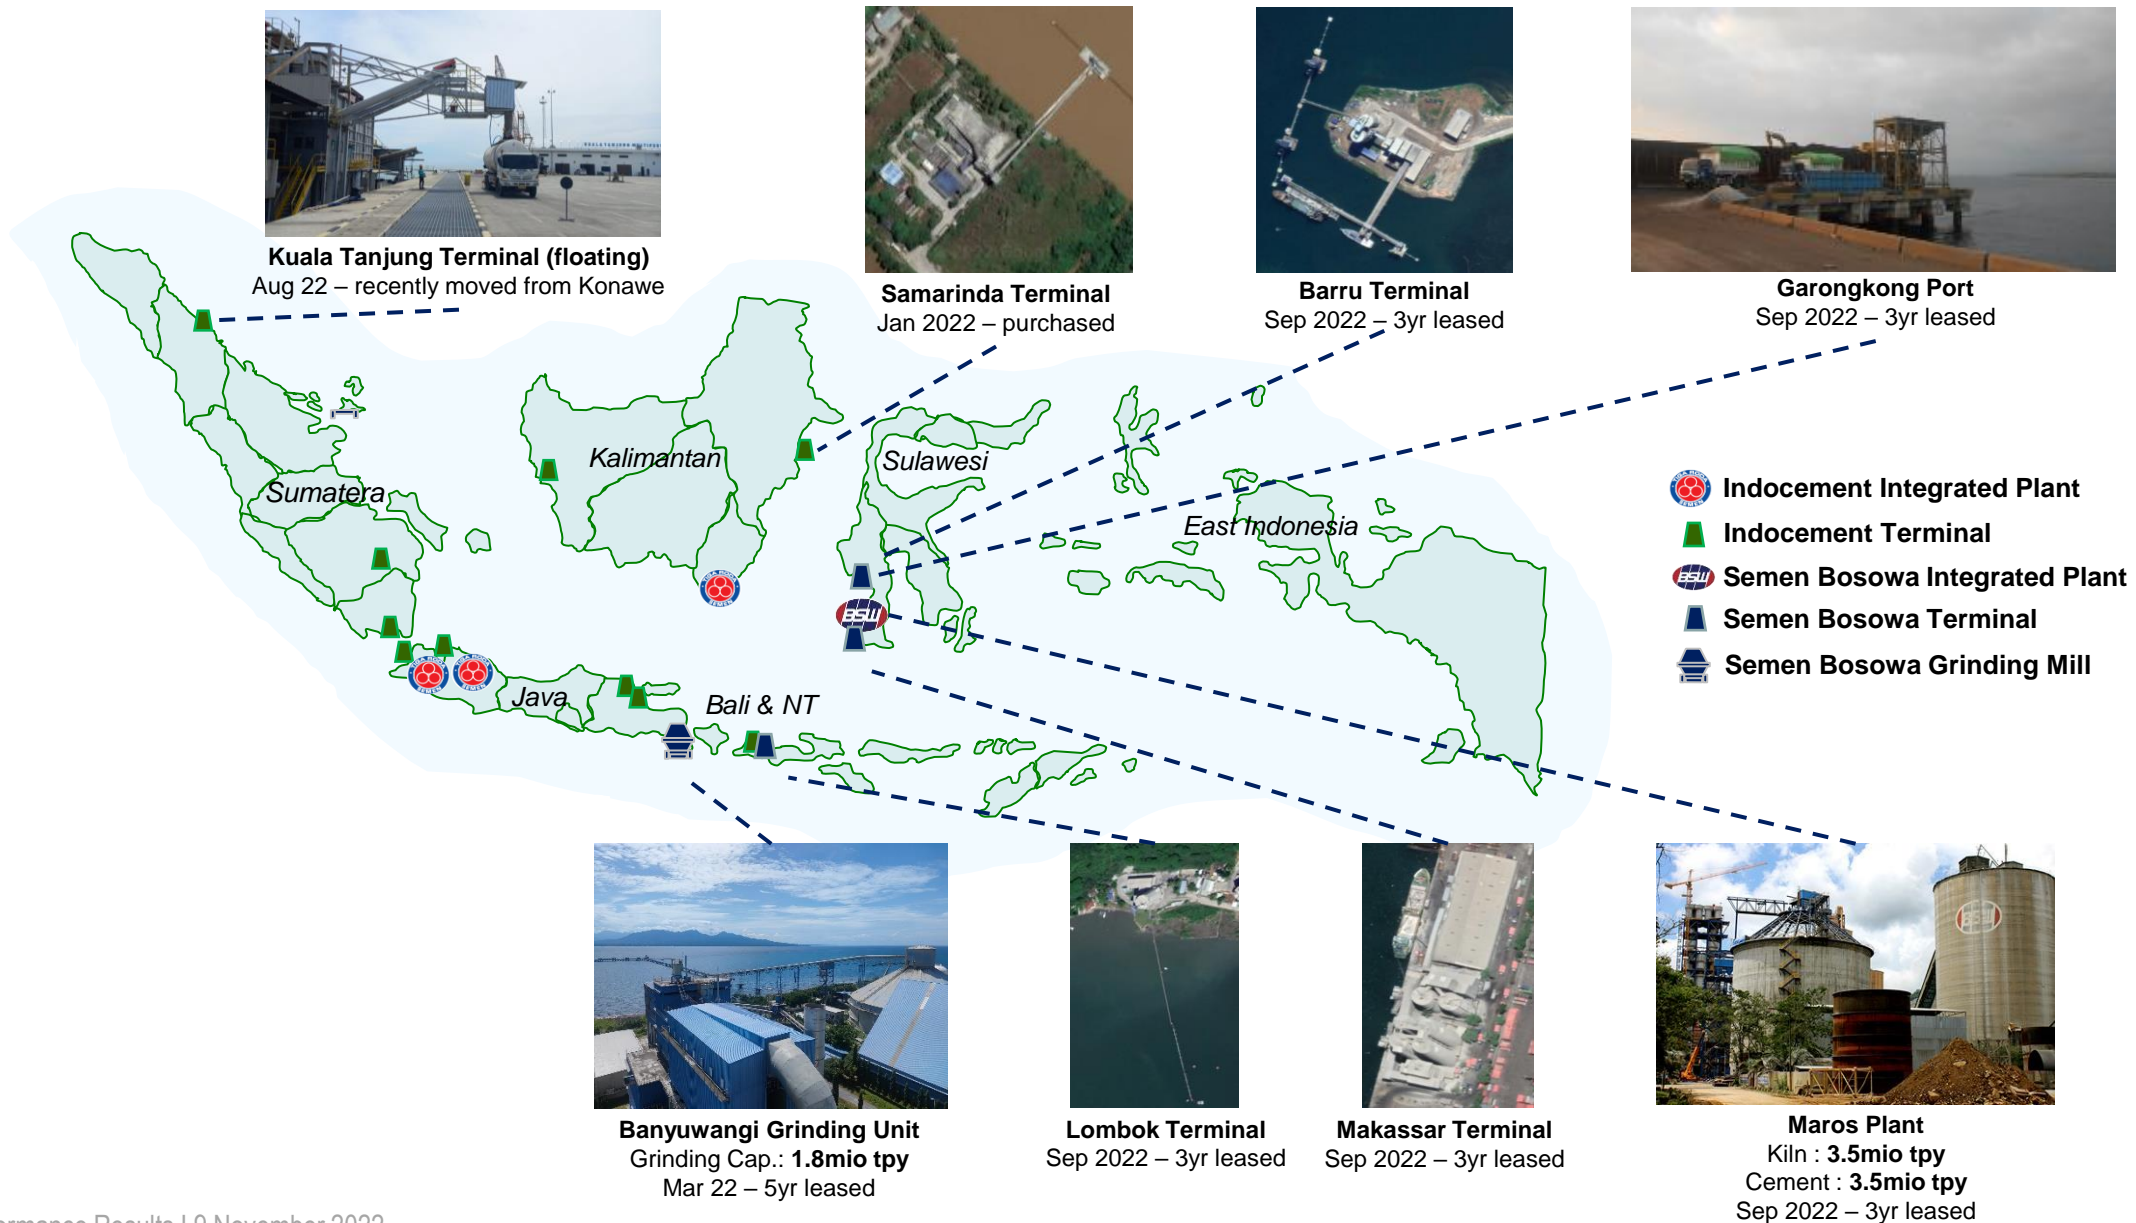 Kuala Tanjung Terminal (floating)
Aug 22 – recently moved from Konawe
Samarinda Terminal
Jan 2022 – purchased
Barru Terminal
Sep 2022 – 3yr leased
Garongkong Port
Sep 2022 – 3yr leased
Kalimantan
Sulawesi
Sumatera
East Indonesia
Java
Bali & NT
BSW
Indocement Integrated Plant
Indocement Terminal
BSW
Semen Bosowa Integrated Plant
Semen Bosowa Terminal
Semen Bosowa Grinding Mill
Banyuwangi Grinding Unit
Grinding Cap.: 1.8mio tpy
Mar 22 – 5yr leased
Lombok Terminal
Sep 2022 – 3yr leased
Makassar Terminal
Sep 2022 – 3yr leased
Maros Plant
Kiln : 3.5mio tpy
Cement : 3.5mio tpy
Sep 2022 – 3yr leased